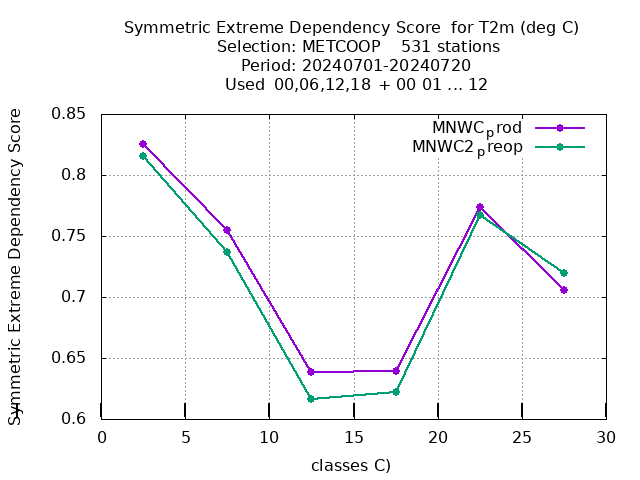 Symmetric Extreme Dependency Score for T2m (deg C)
Selection: METCOOP 531 stations
Period: 20240701-20240720
Used 00,06,12,18 + 00 01 ... 12
MNWCprod
MNWC2preop
Symmetric Extreme Dependency Score
0.85
0.8
0.75
0.7
0.65
0.6
0 5 10 15 20 25 30
classes C)